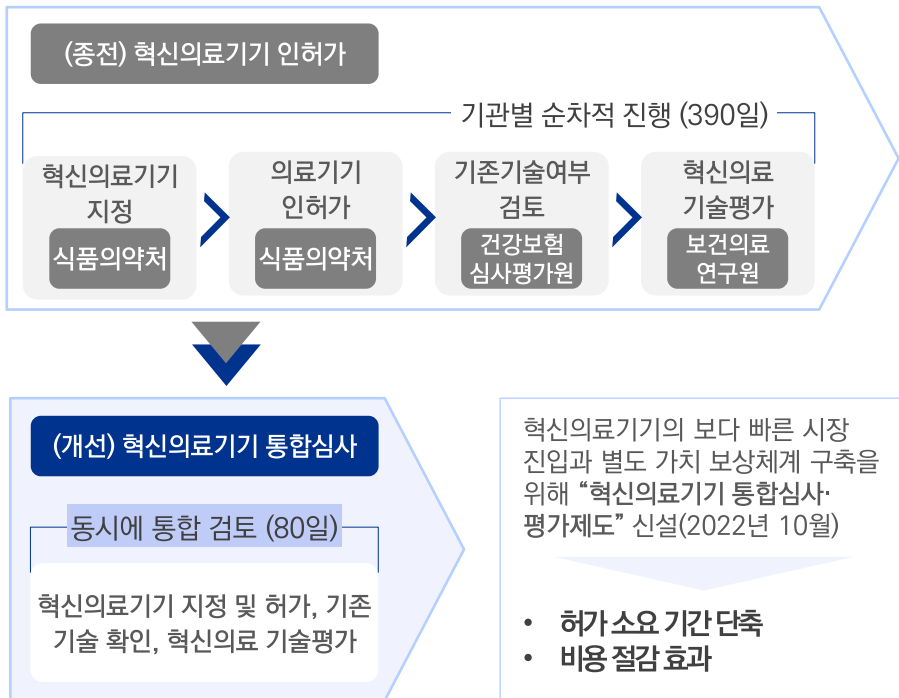 (종전) 혁신의료기기 인허가
기관별 순차적 진행 (390일)
혁신의료기기
지정
식품의약처
의료기기
인허가
식품의약처
기존기술여부
검토
건강보험
심사평가원
혁신의료
기술평가
보건의료
연구원
(개선) 혁신의료기기 통합심사
동시에 통합 검토 (80일)
혁신의료기기 지정 및 허가, 기존
기술 확인, 혁신의료 기술평가
혁신의료기기의 보다 빠른 시장
진입과 별도 가치 보상체계 구축을
위해 “혁신의료기기 통합심사·
평가제도” 신설(2022년 10월)
• 허가 소요 기간 단축
• 비용 절감 효과